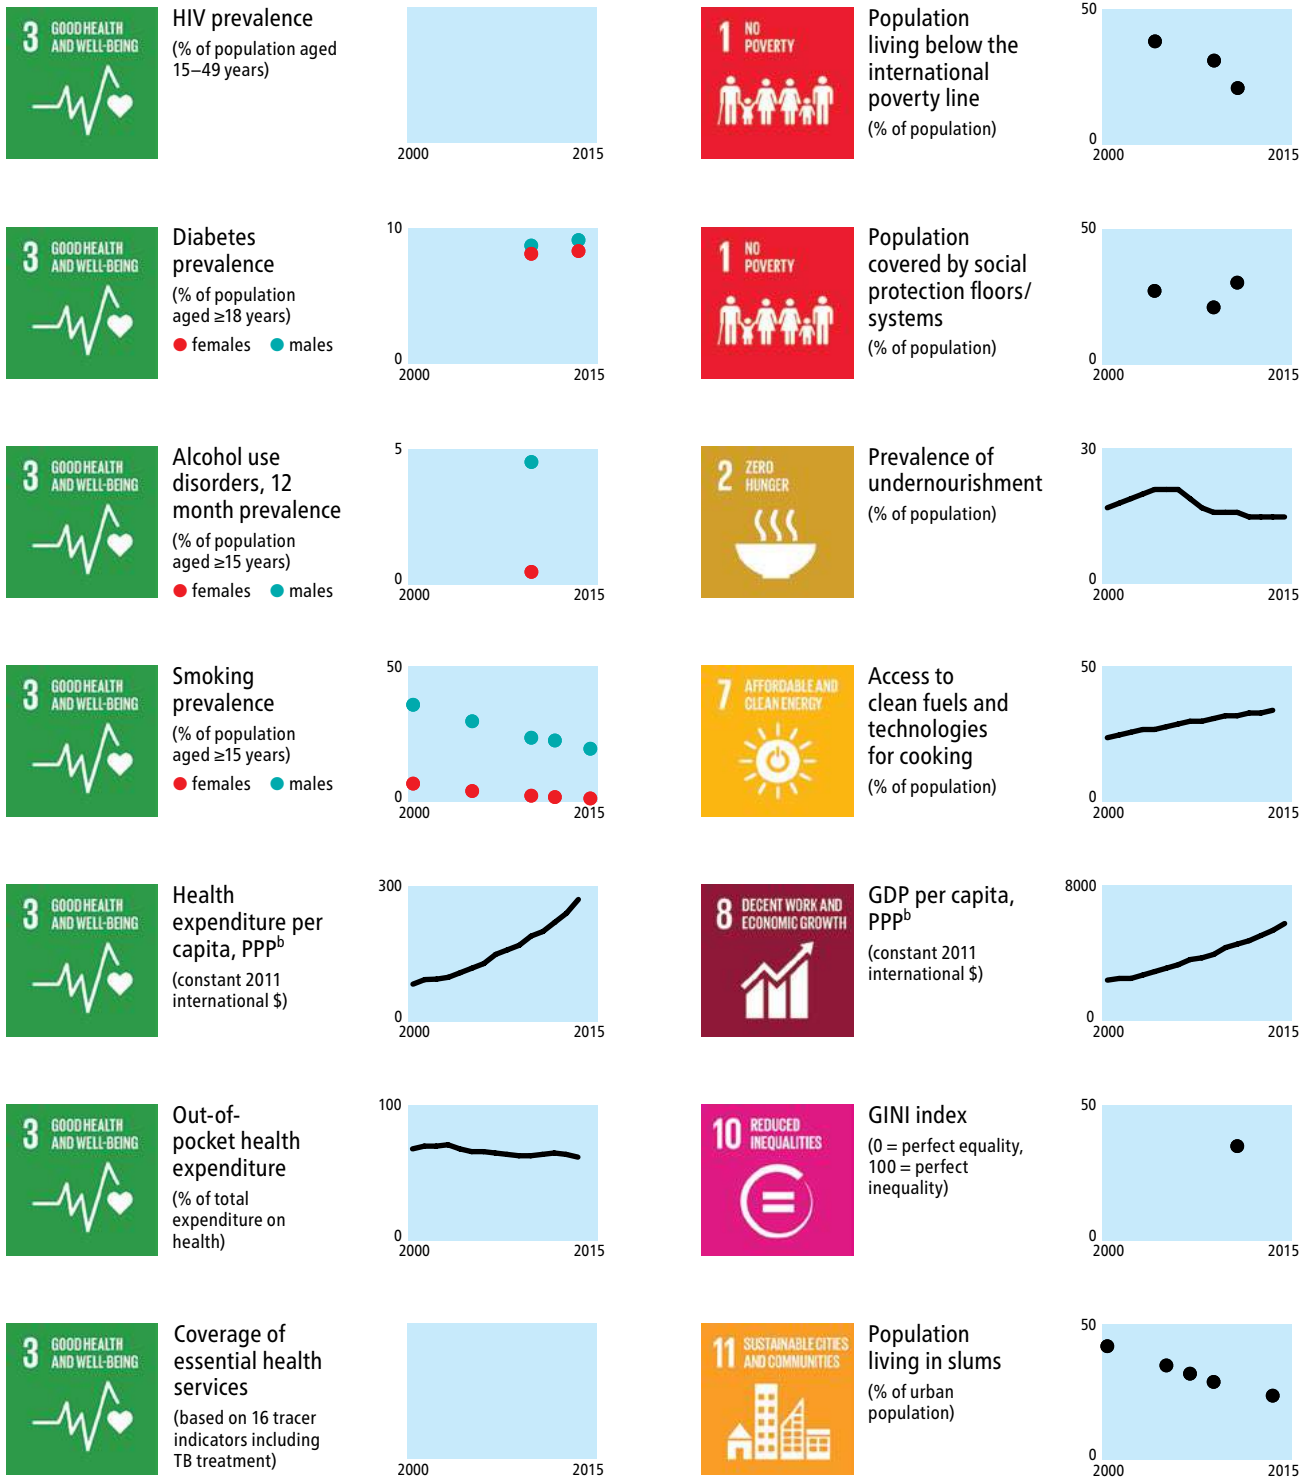 3 GOOD HEALTH
AND WELL-BEING
HIV prevalence
(% of population aged
15–49 years)
2000 2015
3 GOOD HEALTH
AND WELL-BEING
Diabetes
prevalence
(% of population
aged ≥18 years)
females males
10
0
2000 2015
3 GOOD HEALTH
AND WELL-BEING
Alcohol use
disorders, 12
month prevalence
(% of population
aged ≥15 years)
females males
5
0
2000 2015
3 GOOD HEALTH
AND WELL-BEING
Smoking
prevalence
(% of population
aged ≥15 years)
females males
50
0
2000 2015
3 GOOD HEALTH
AND WELL-BEING
Health
expenditure per
capita, PPPb
(constant 2011
international $)
300
0
2000 2015
3 GOOD HEALTH
AND WELL-BEING
Out-of-
pocket health
expenditure
(% of total
expenditure on
health)
100
0
2000 2015
3 GOOD HEALTH
AND WELL-BEING
Coverage of
essential health
services
(based on 16 tracer
indicators including
TB treatment)
2000 2015
1 NO
POVERTY
Population
living below the
international
poverty line
(% of population)
50
0
2000 2015
1 NO
POVERTY
Population
covered by social
protection floors/
systems
(% of population)
50
0
2000 2015
2 ZERO
HUNGER
Prevalence of
undernourishment
(% of population)
30
0
2000 2015
7 AFFORDABLE AND
CLEAN ENERGY
Access to
clean fuels and
technologies
for cooking
(% of population)
50
0
2000 2015
8 DECENT WORK AND
ECONOMIC GROWTH
GDP per capita,
PPPb
(constant 2011
international $)
8000
0
2000 2015
10 REDUCED
INEQUALITIES
GINI index
(0 = perfect equality,
100 = perfect
inequality)
50
0
2000 2015
11 SUSTAINABLE CITIES
AND COMMUNITIES
Population
living in slums
(% of urban
population)
50
0
2000 2015